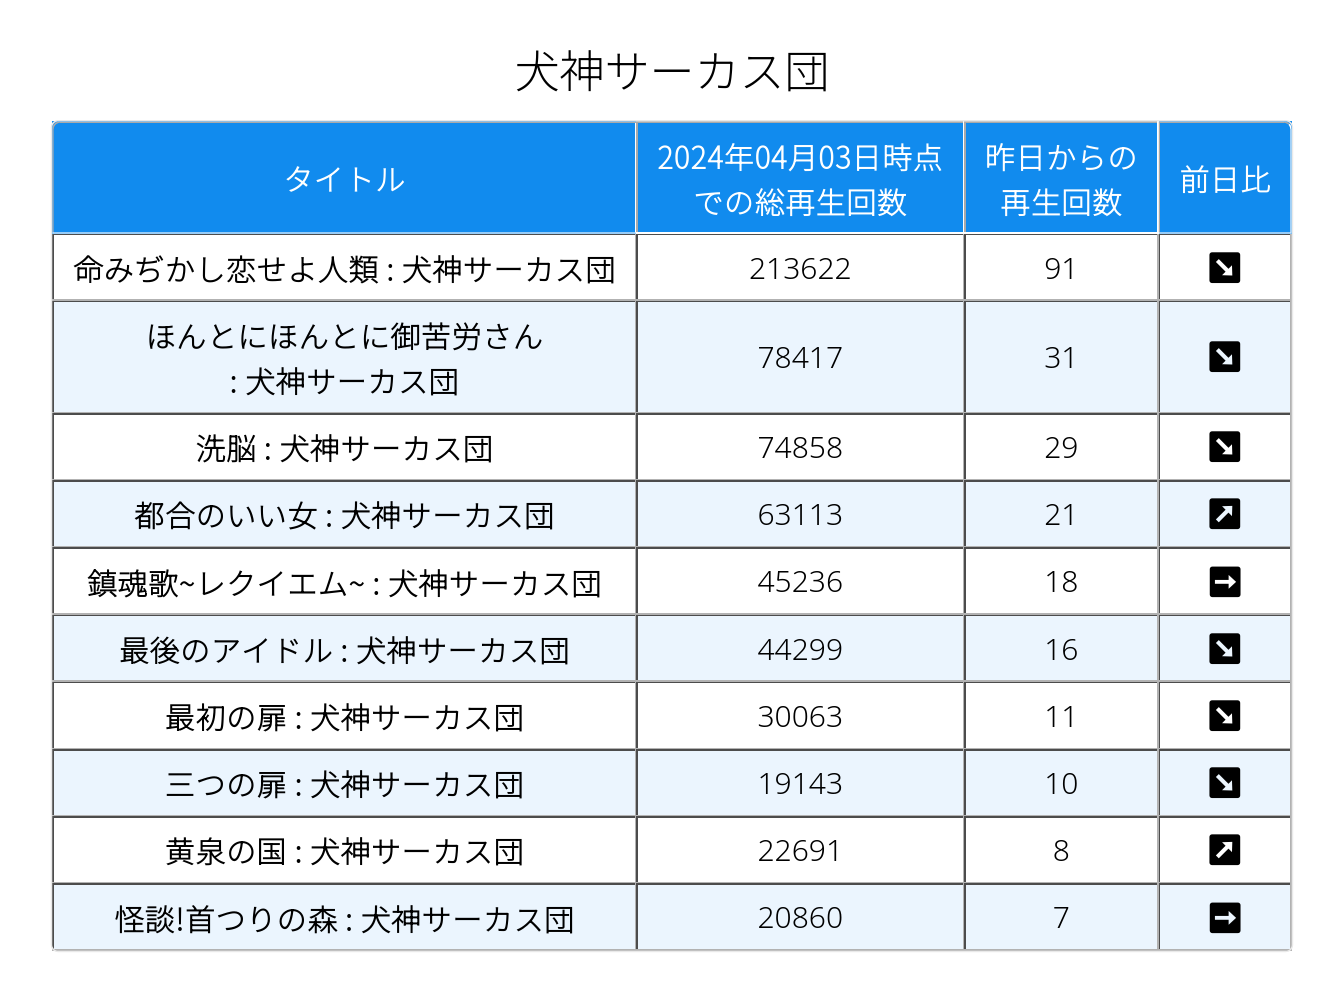 犬神サーカス団
タイトル
2024年04月03日時点
での総再生回数
昨日からの
再生回数
前日比
命みぢかし恋せよ人類 : 犬神サーカス団 213622 91 ↘
ほんとにほんとに御苦労さん
: 犬神サーカス団 78417 31 ↘
洗脳 : 犬神サーカス団 74858 29 ↘
都合のいい女 : 犬神サーカス団 63113 21 ↗
鎮魂歌~レクイエム~ : 犬神サーカス団 45236 18 →
最後のアイドル : 犬神サーカス団 44299 16 ↘
最初の扉 : 犬神サーカス団 30063 11 ↘
三つの扉 : 犬神サーカス団 19143 10 ↘
黄泉の国 : 犬神サーカス団 22691 8 ↗
怪談!首つりの森 : 犬神サーカス団 20860 7 →